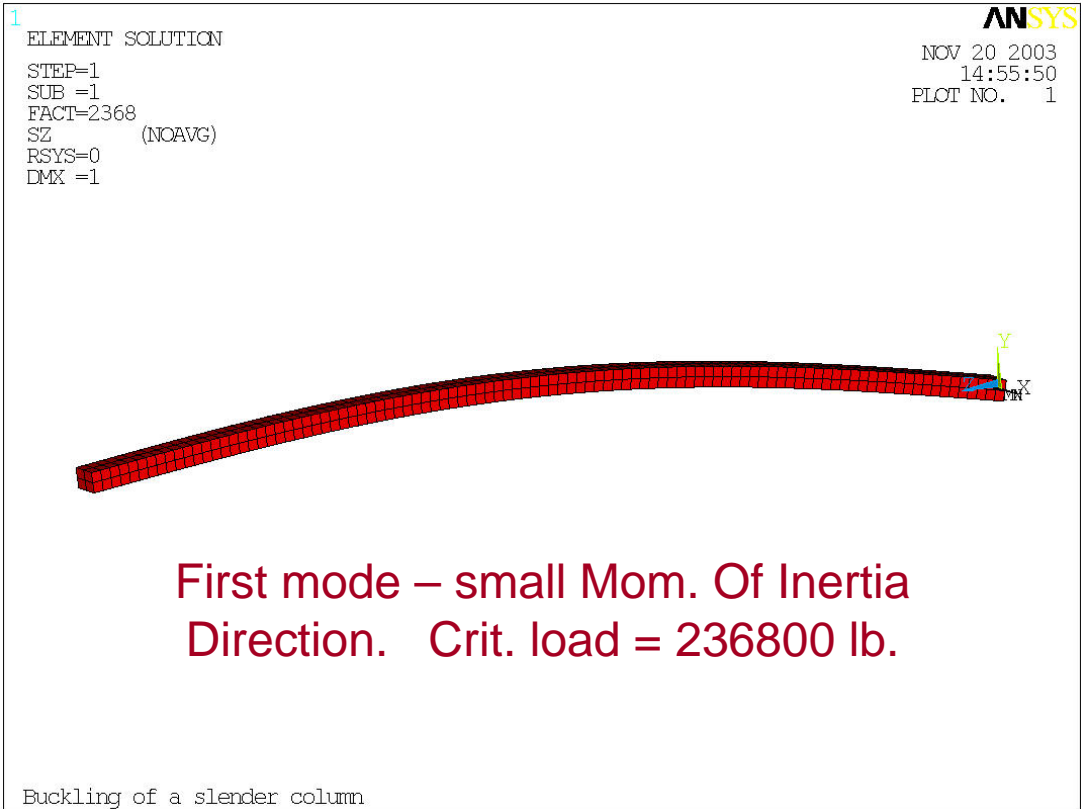 1
ANSYS
ELEMENT SOLUTION
STEP=1
SUB =1
FACT=2368
SZ (NOAVG)
RSYS=0
DMX =1
NOV 20 2003
14:55:50
PLOT NO. 1
Y
X
MN
First mode – small Mom. Of Inertia
Direction. Crit. load = 236800 lb.
Buckling of a slender column